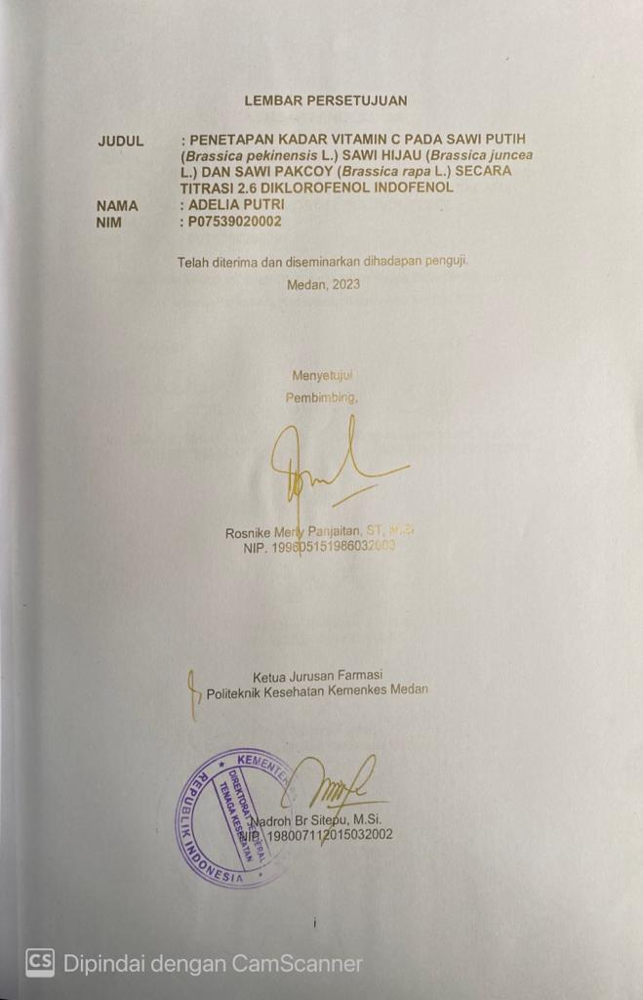 LEMBAR PERSETUJUAN
JUDUL : PENETAPAN KADAR VITAMIN C PADA SAWI PUTIH
(Brassica pekinensis L.) SAWI HIJAU (Brassica juncea
L.) DAN SAWI PAKCOY (Brassica rapa L.) SECARA
TITRASI 2.6 DIKLOROFENOL INDOFENOL
NAMA : ADELIA PUTRI
NIM : P07539020002
Telah diterima dan diseminarkan dihadapan penguji.
Medan, 2023
Menyetujui
Pembimbing,
Rosnike Merly Panjaitan, ST, M.Si
NIP. 199605151986032003
Ketua Jurusan Farmasi
Politeknik Kesehatan Kemenkes Medan
KEMENTER
DIREKTORAT JENDERAL
TENAGA KESEHATAN
REPUBLIK INDONESIA
Nadroh Br Sitepu, M.Si.
NIP. 198007112015032002
i
CS Dipindai dengan CamScanner